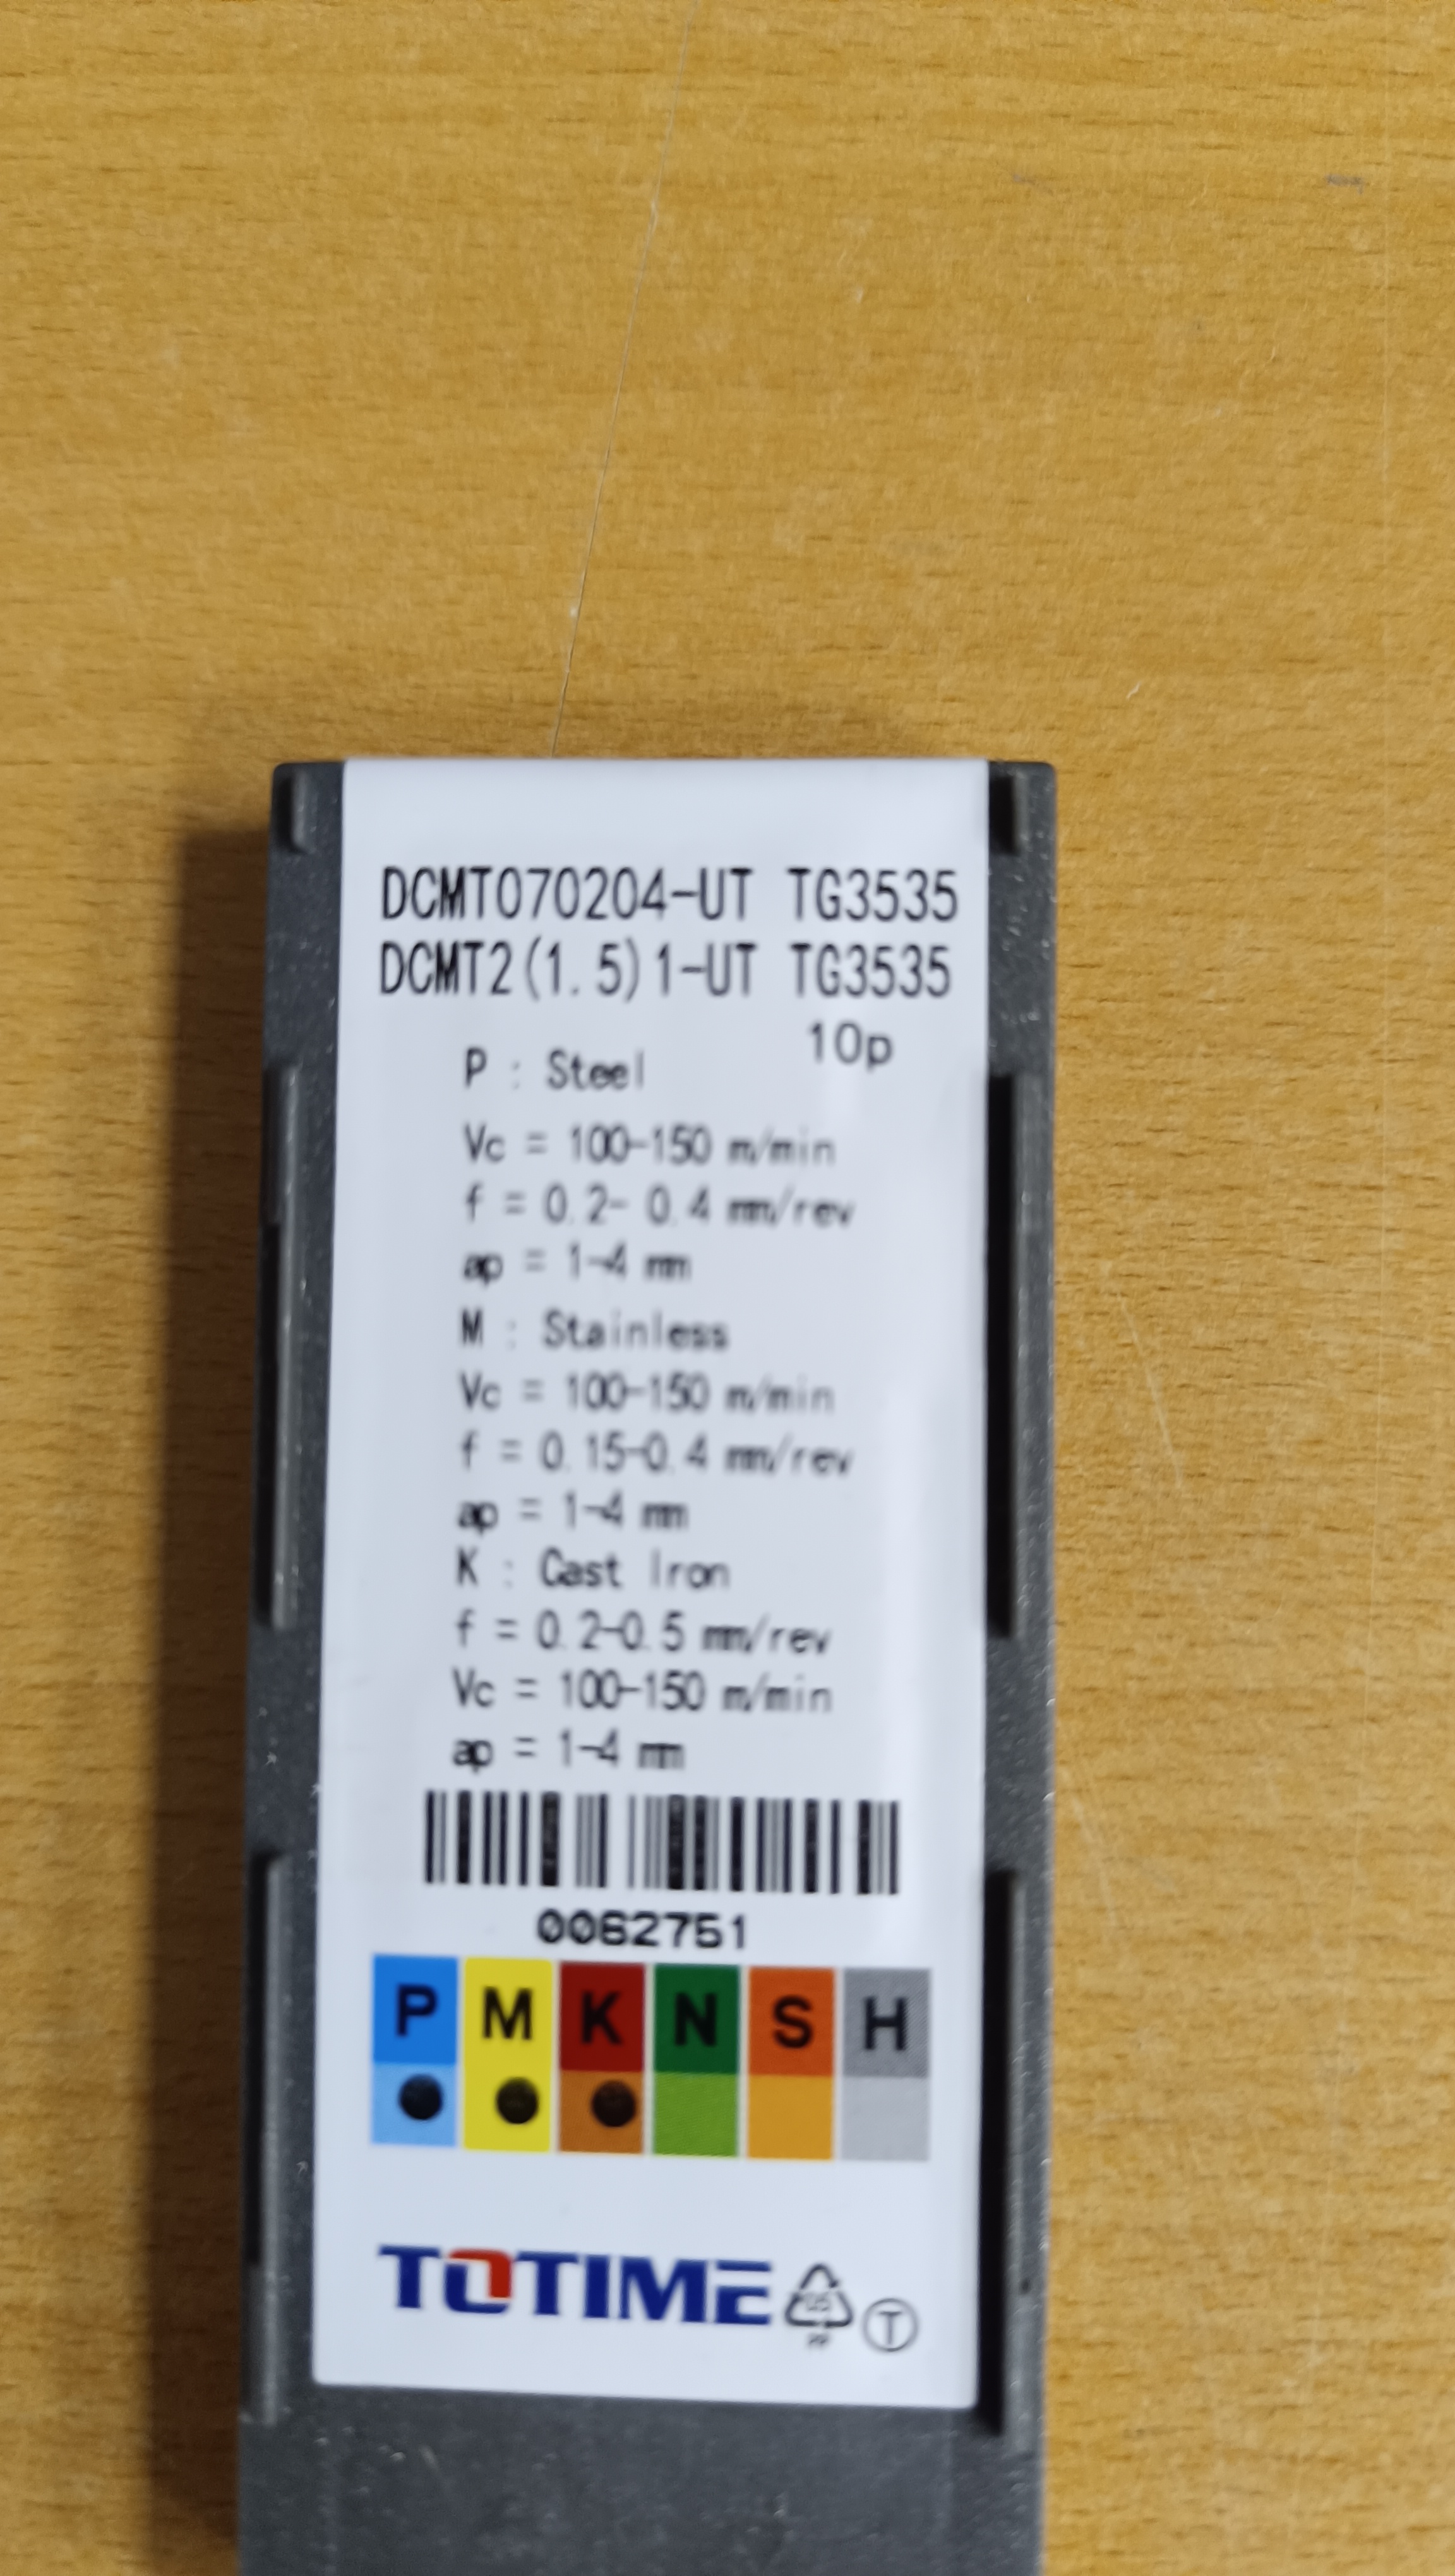 DCMT070204-UT TG3535
DCMT2(1.5)1-UT TG3535
10p
P : Steel
Vc = 100-150 m/min
f = 0.2- 0.4 mm/rev
ap = 1-4 mm
M : Stainless
Vc = 100-150 m/min
f = 0.15-0.4 mm/rev
ap = 1-4 mm
K : Cast Iron
f = 0.2-0.5 mm/rev
Vc = 100-150 m/min
ap = 1-4 mm
0062751
P M K N S H
TOTIME
05
PP
T